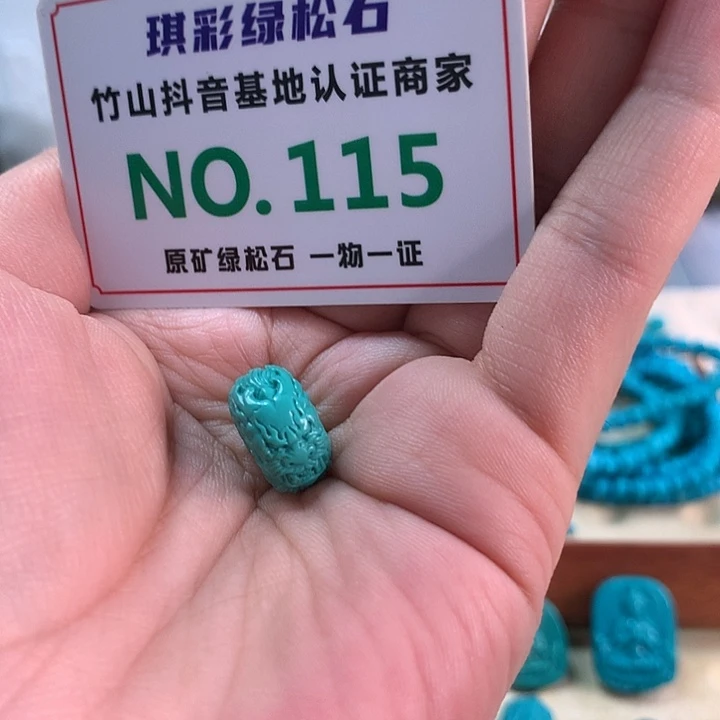 琪彩绿松石
竹山抖音基地认证商家
NO.115
原矿绿松石 一物一证